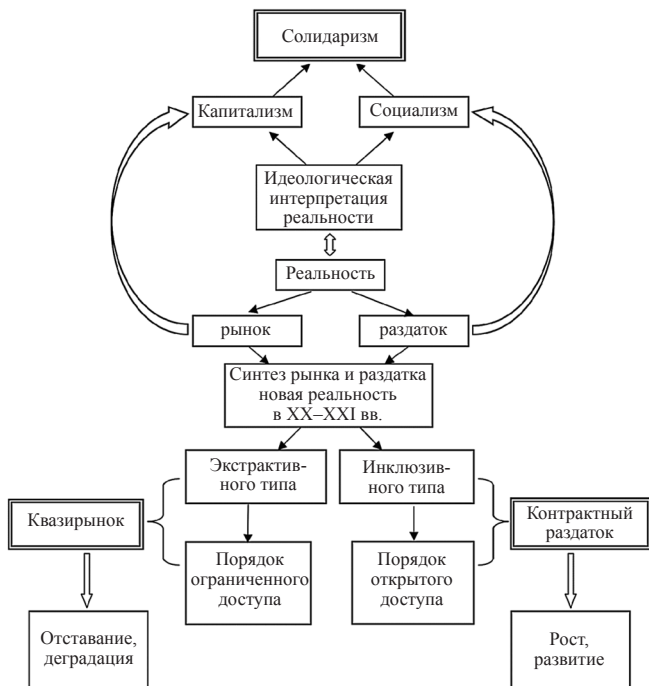 Солидаризм
Капитализм
Социализм
Идеологическая
интерпретация
реальности
Реальность
рынок
раздаток
Синтез рынка и раздатка
новая реальность
в XX–XXI вв.
Экстрактив-
ного типа
Инклюзив-
ного типа
Квазирынок
Контрактный
раздаток
Порядок
ограниченного
доступа
Порядок
открытого
доступа
Отставание,
деградация
Рост,
развитие